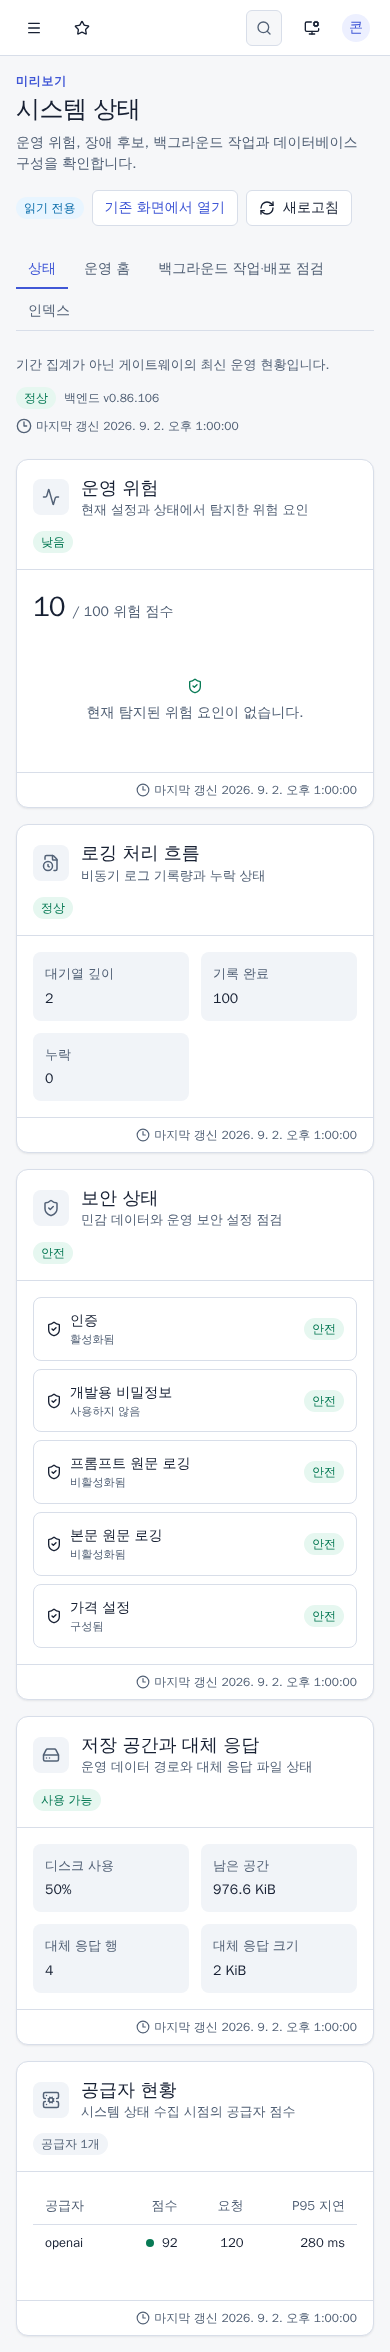 콘
미리보기
시스템 상태
운영 위험, 장애 후보, 백그라운드 작업과 데이터베이스
구성을 확인합니다.
읽기 전용
기존 화면에서 열기
새로고침
상태
운영 홈
백그라운드 작업·배포 점검
인덱스
기간 집계가 아닌 게이트웨이의 최신 운영 현황입니다.
정상
백엔드 v0.86.106
마지막 갱신 2026. 9. 2. 오후 1:00:00
운영 위험
현재 설정과 상태에서 탐지한 위험 요인
낮음
10 / 100 위험 점수
현재 탐지된 위험 요인이 없습니다.
마지막 갱신 2026. 9. 2. 오후 1:00:00
로깅 처리 흐름
비동기 로그 기록량과 누락 상태
정상
대기열 깊이
2
기록 완료
100
누락
0
마지막 갱신 2026. 9. 2. 오후 1:00:00
보안 상태
민감 데이터와 운영 보안 설정 점검
안전
인증
활성화됨
안전
개발용 비밀정보
사용하지 않음
안전
프롬프트 원문 로깅
비활성화됨
안전
본문 원문 로깅
비활성화됨
안전
가격 설정
구성됨
안전
마지막 갱신 2026. 9. 2. 오후 1:00:00
저장 공간과 대체 응답
운영 데이터 경로와 대체 응답 파일 상태
사용 가능
디스크 사용
50%
남은 공간
976.6 KiB
대체 응답 행
4
대체 응답 크기
2 KiB
마지막 갱신 2026. 9. 2. 오후 1:00:00
공급자 현황
시스템 상태 수집 시점의 공급자 점수
공급자 1개
공급자 점수 요청 P95 지연
openai 92 120 280 ms
마지막 갱신 2026. 9. 2. 오후 1:00:00